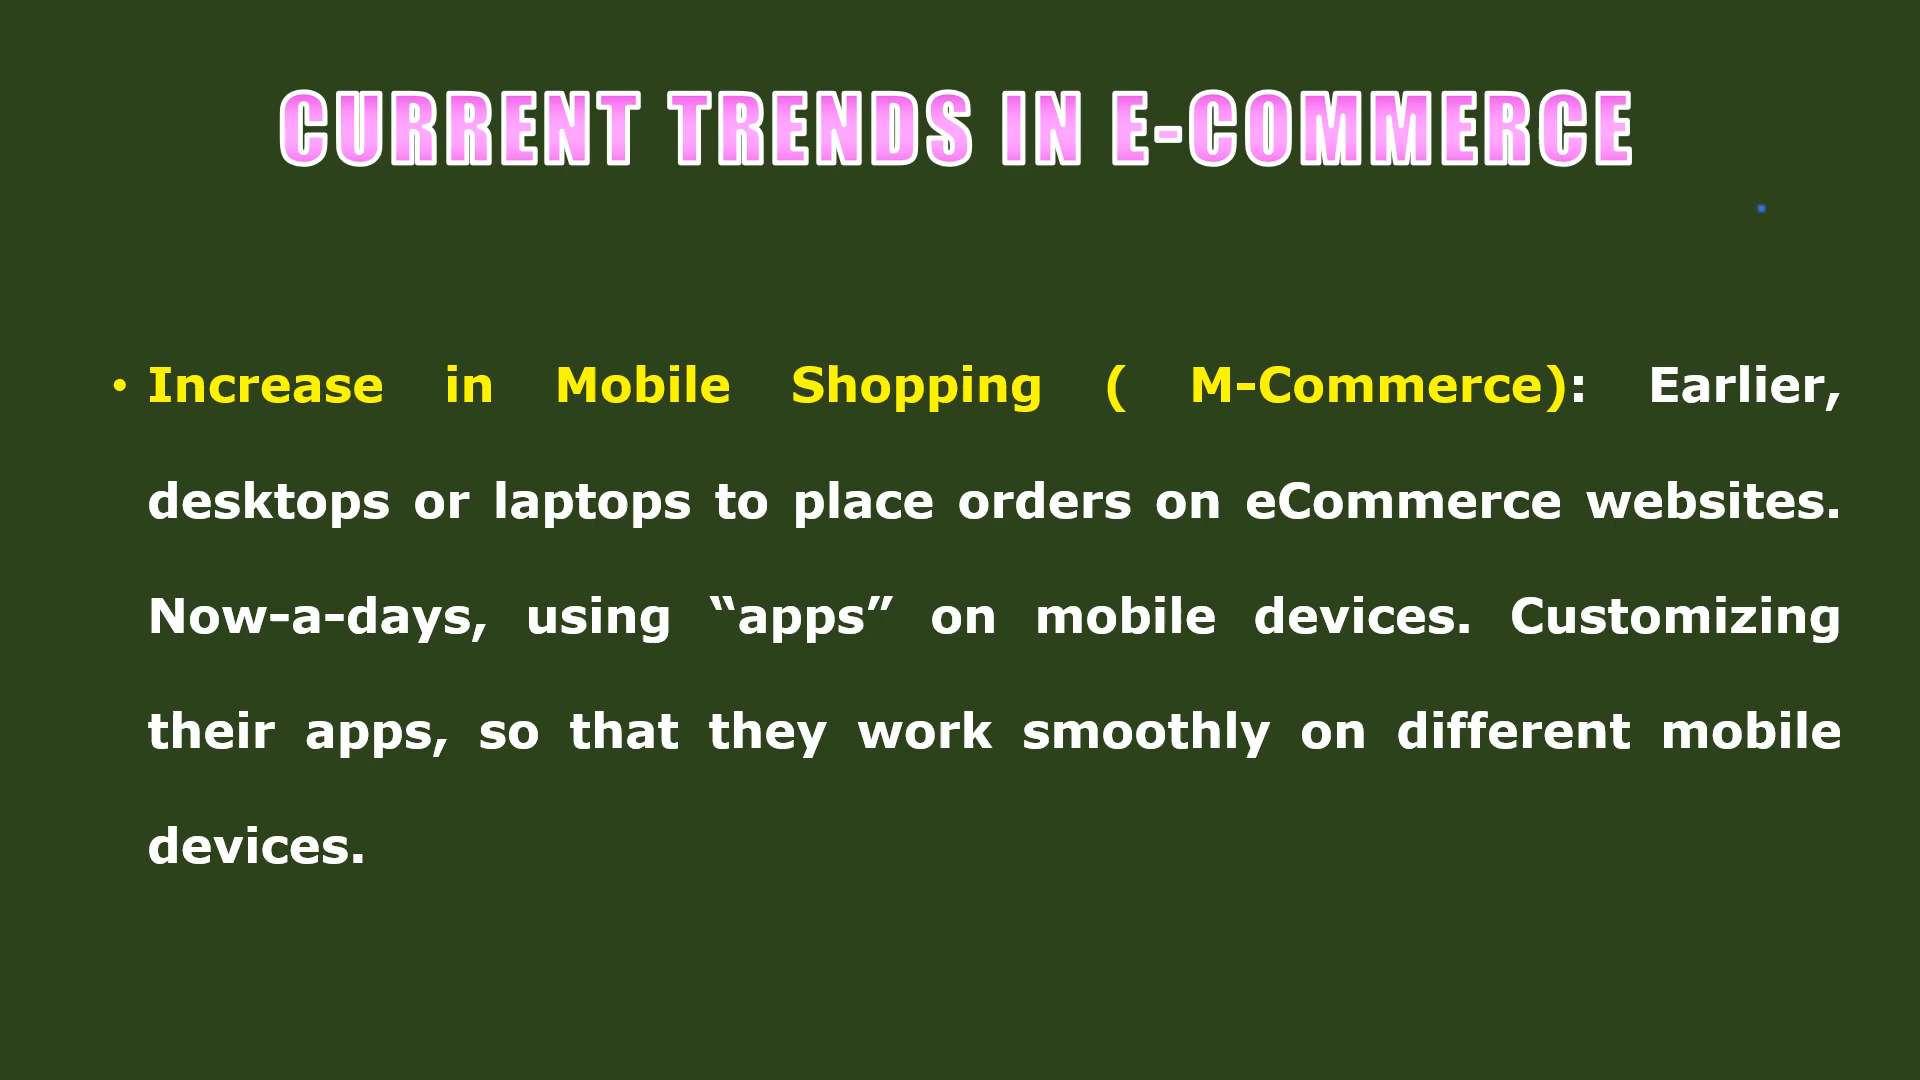 CURRENT TRENDS IN E-COMMERCE
• Increase in Mobile Shopping ( M-Commerce): Earlier,
desktops or laptops to place orders on eCommerce websites.
Now-a-days, using “apps” on mobile devices. Customizing
their apps, so that they work smoothly on different mobile
devices.